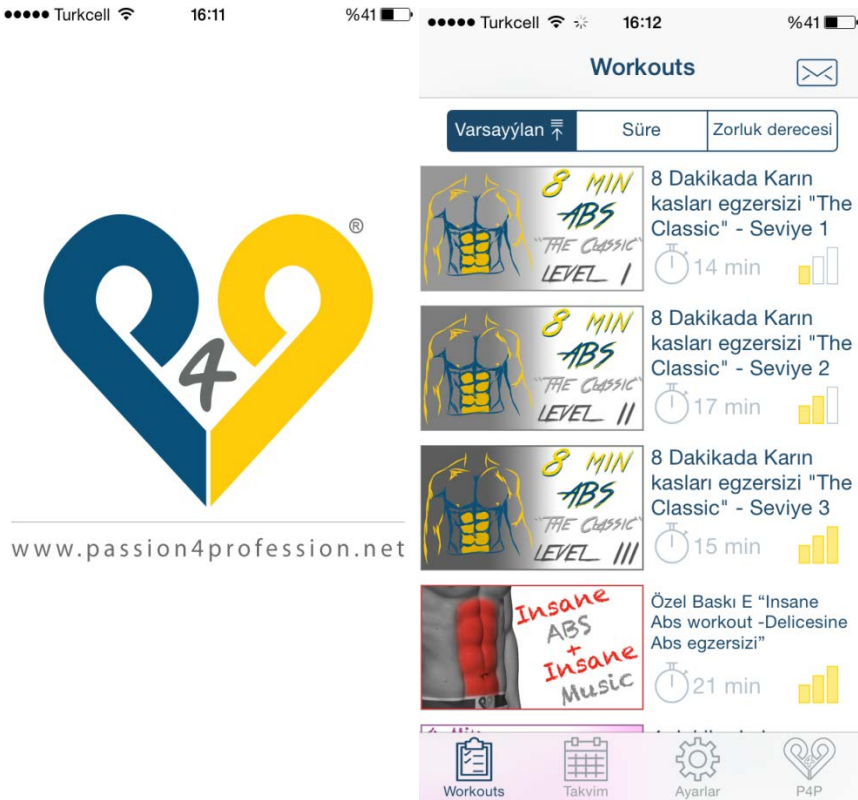 Turkcell 16:11 %41
4
®
www.passion4profession.net
Turkcell 16:12 %41
Workouts
Varsayýlan Süre Zorluk derecesi
8 MIN
ABS
"THE CLASSIC"
LEVEL I
8 Dakikada Karın
kasları egzersizi "The
Classic" - Seviye 1
14 min
8 MIN
ABS
"THE CLASSIC"
LEVEL II
8 Dakikada Karın
kasları egzersizi "The
Classic" - Seviye 2
17 min
8 MIN
ABS
"THE CLASSIC"
LEVEL III
8 Dakikada Karın
kasları egzersizi "The
Classic" - Seviye 3
15 min
Insane
ABS
+
Insane
Music
Özel Baskı E “Insane
Abs workout -Delicesine
Abs egzersizi”
21 min
Workouts Takvim Ayarlar P4P